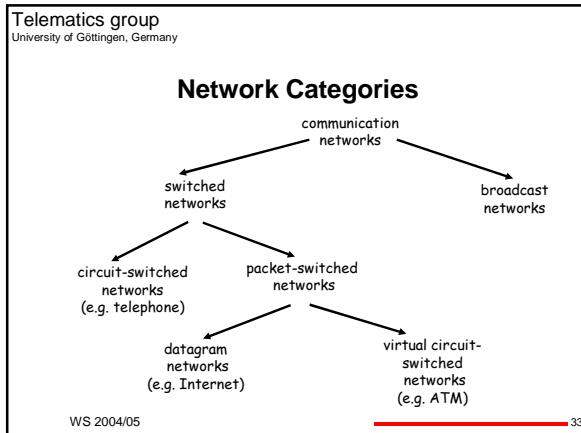 Telematics group
University of Göttingen, Germany
Network Categories
communication
networks
switched
networks
broadcast
networks
circuit-switched
networks
(e.g. telephone)
packet-switched
networks
datagram
networks
(e.g. Internet)
virtual circuit-
switched
networks
(e.g. ATM)
WS 2004/05
33